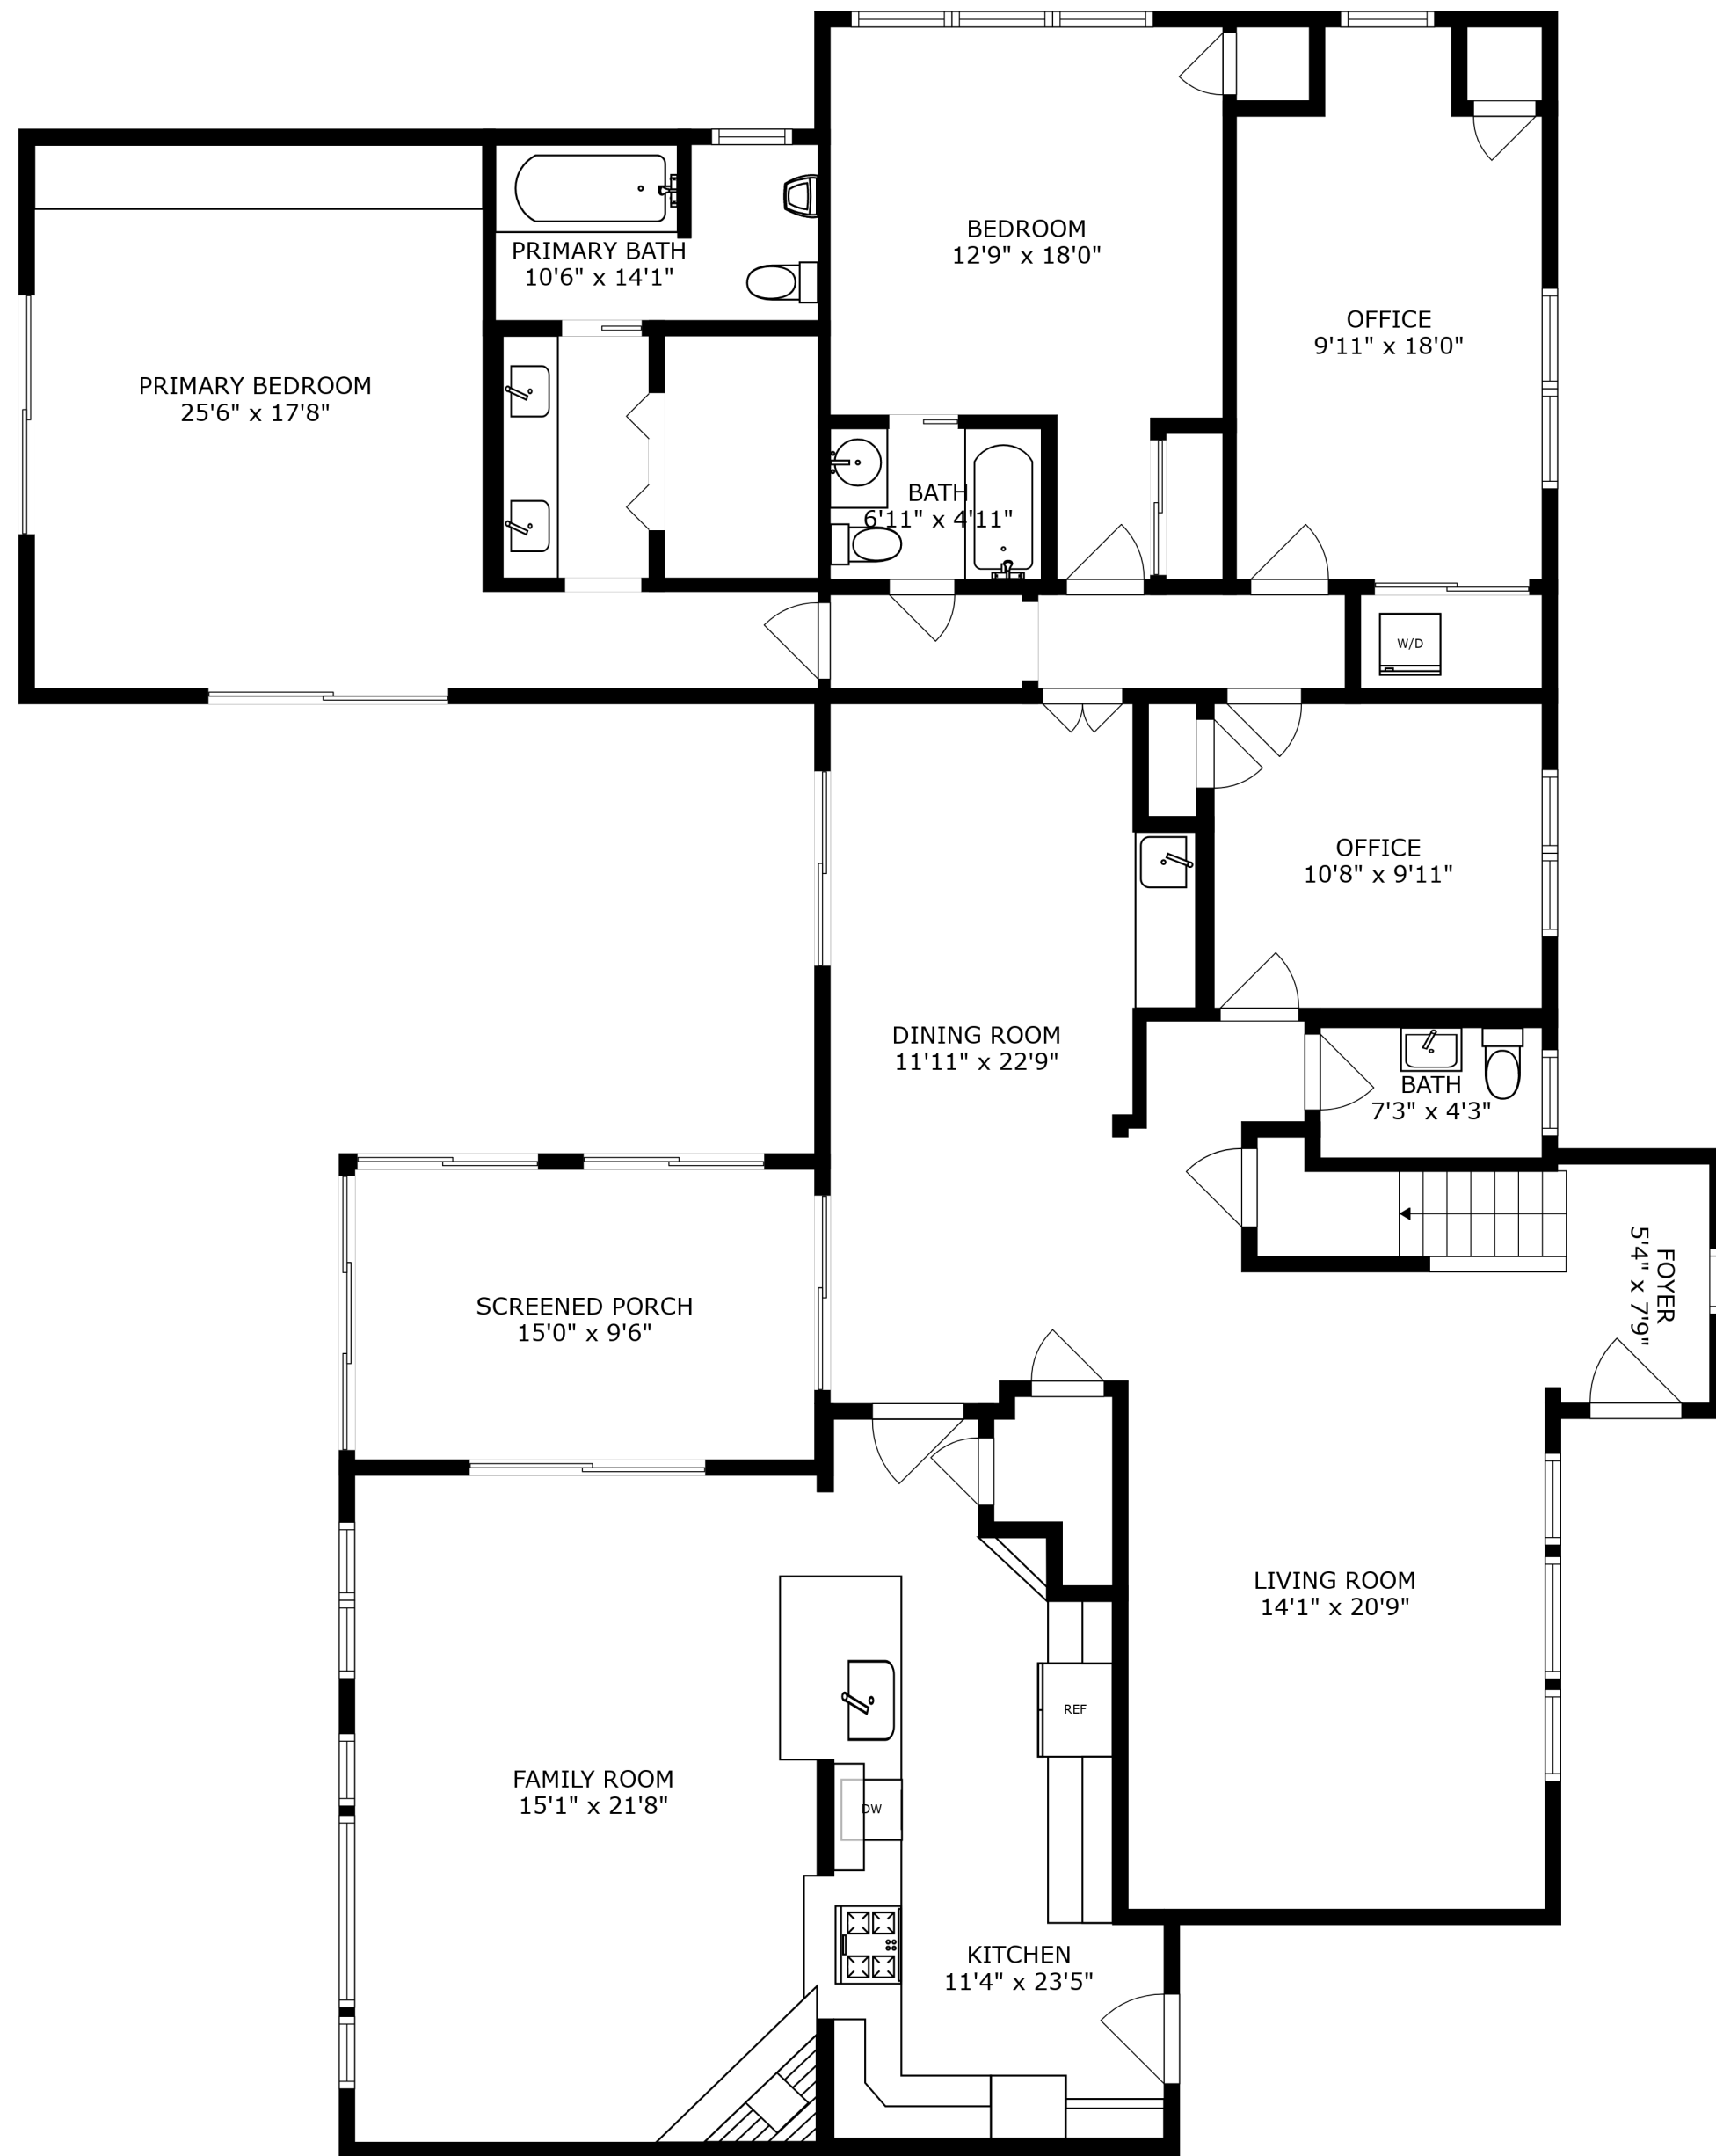 BEDROOM
12'9" x 18'0"
PRIMARY BATH
10'6" x 14'1"
OFFICE
9'11" x 18'0"
PRIMARY BEDROOM
25'6" x 17'8"
BATH
6'11" x 4'11"
W/D
OFFICE
10'8" x 9'11"
DINING ROOM
11'11" x 22'9"
BATH
7'3" x 4'3"
FOYER
5'4" x 7'9"
SCREENED PORCH
15'0" x 9'6"
LIVING ROOM
14'1" x 20'9"
REF
FAMILY ROOM
15'1" x 21'8"
DW
KITCHEN
11'4" x 23'5"